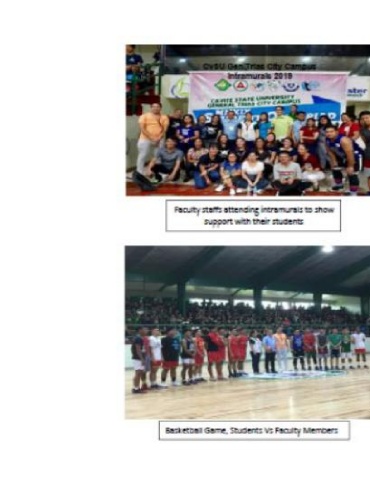 CvSU Gen Trias City Campus
Intramurals 2019
CAVITE STATE UNIVERSITY
GENERAL TRIAS CITY CAMPUS
Faculty staffs attending intramurals to show
support with their students
Basketball Game, Students Vs Faculty Members